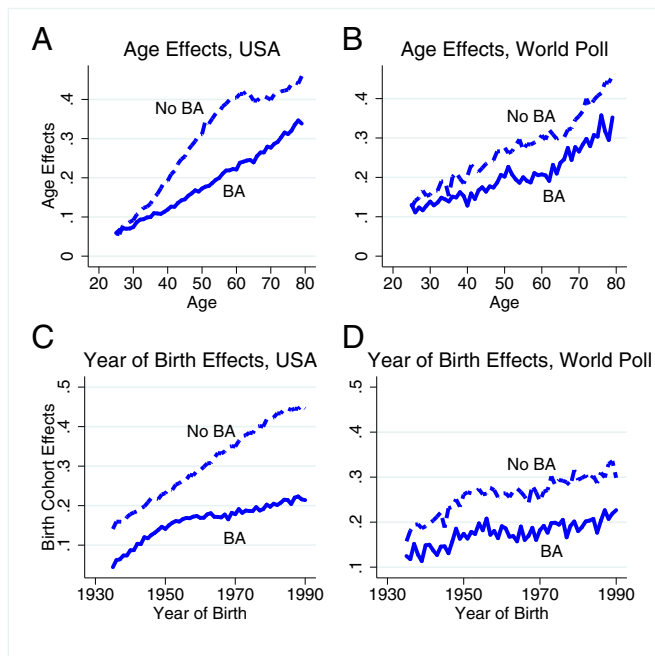 A
Age Effects, USA
Age Effects
.4
.3
.2
.1
0
No BA
BA
20 30 40 50 60 70 80
Age
B
Age Effects, World Poll
.4
.3
.2
.1
0
No BA
BA
20 30 40 50 60 70 80
Age
C
Year of Birth Effects, USA
Birth Cohort Effects
.5
.4
.3
.2
.1
No BA
BA
1930 1950 1970 1990
Year of Birth
D
Year of Birth Effects, World Poll
.5
.4
.3
.2
.1
No BA
BA
1930 1950 1970 1990
Year of Birth